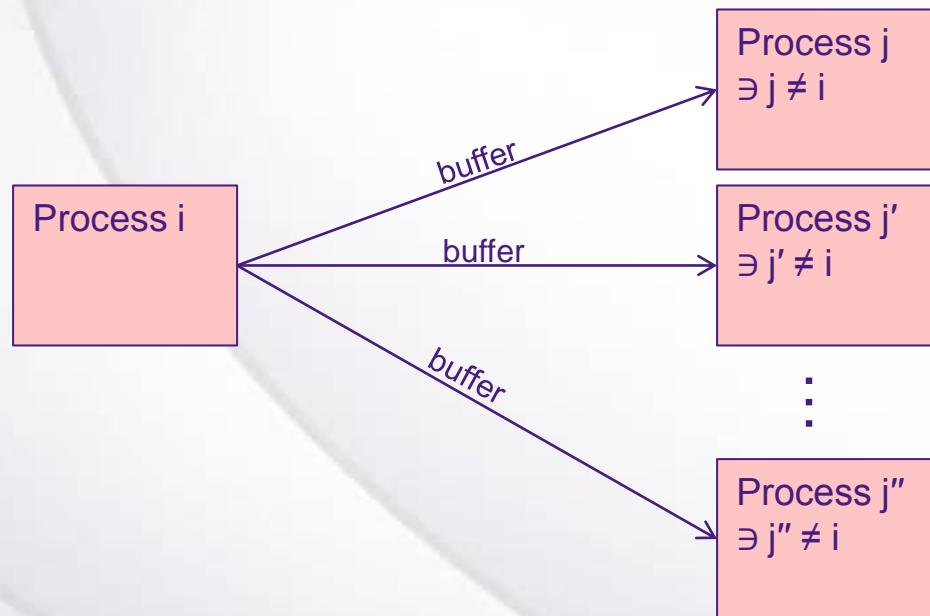 Process j
∋ j ≠ i
buffer
Process i
Process j′
buffer
∋ j′ ≠ i
buffer
⋮
Process j″
∋ j″ ≠ i